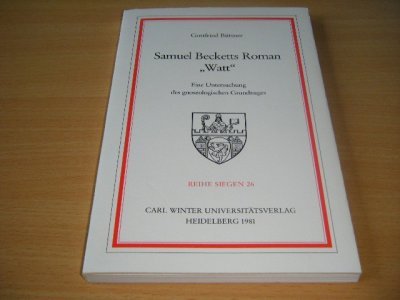 Gottfried Büttner
Samuel Becketts Roman
„Watt“
Eine Untersuchung
des gnoseologischen Grundzuges
REIHE SIEGEN 26
CARL WINTER UNIVERSITÄTSVERLAG
HEIDELBERG 1981